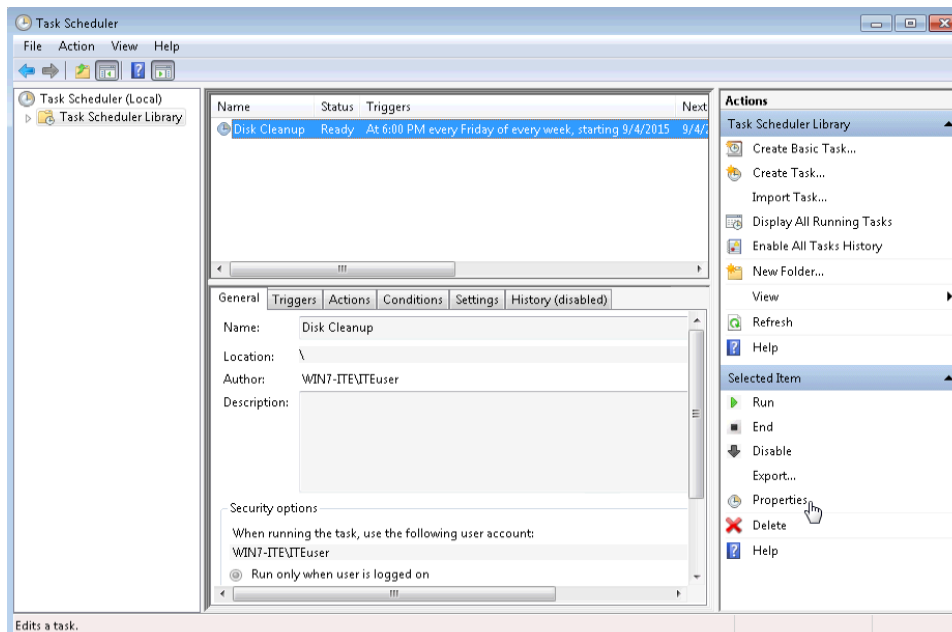 Task Scheduler
File Action View Help
Task Scheduler (Local)
Task Scheduler Library
Name Status Triggers Next
Disk Cleanup Ready At 6:00 PM every Friday of every week, starting 9/4/2015 9/4/
General Triggers Actions Conditions Settings History (disabled)
Name: Disk Cleanup
Location: \
Author: WIN7-ITE\ITEuser
Description:
Security options
When running the task, use the following user account:
WIN7-ITE\ITEuser
Run only when user is logged on
Actions
Task Scheduler Library
Create Basic Task...
Create Task...
Import Task...
Display All Running Tasks
Enable All Tasks History
New Folder...
View
Refresh
Help
Selected Item
Run
End
Disable
Export...
Properties
Delete
Help
Edits a task.